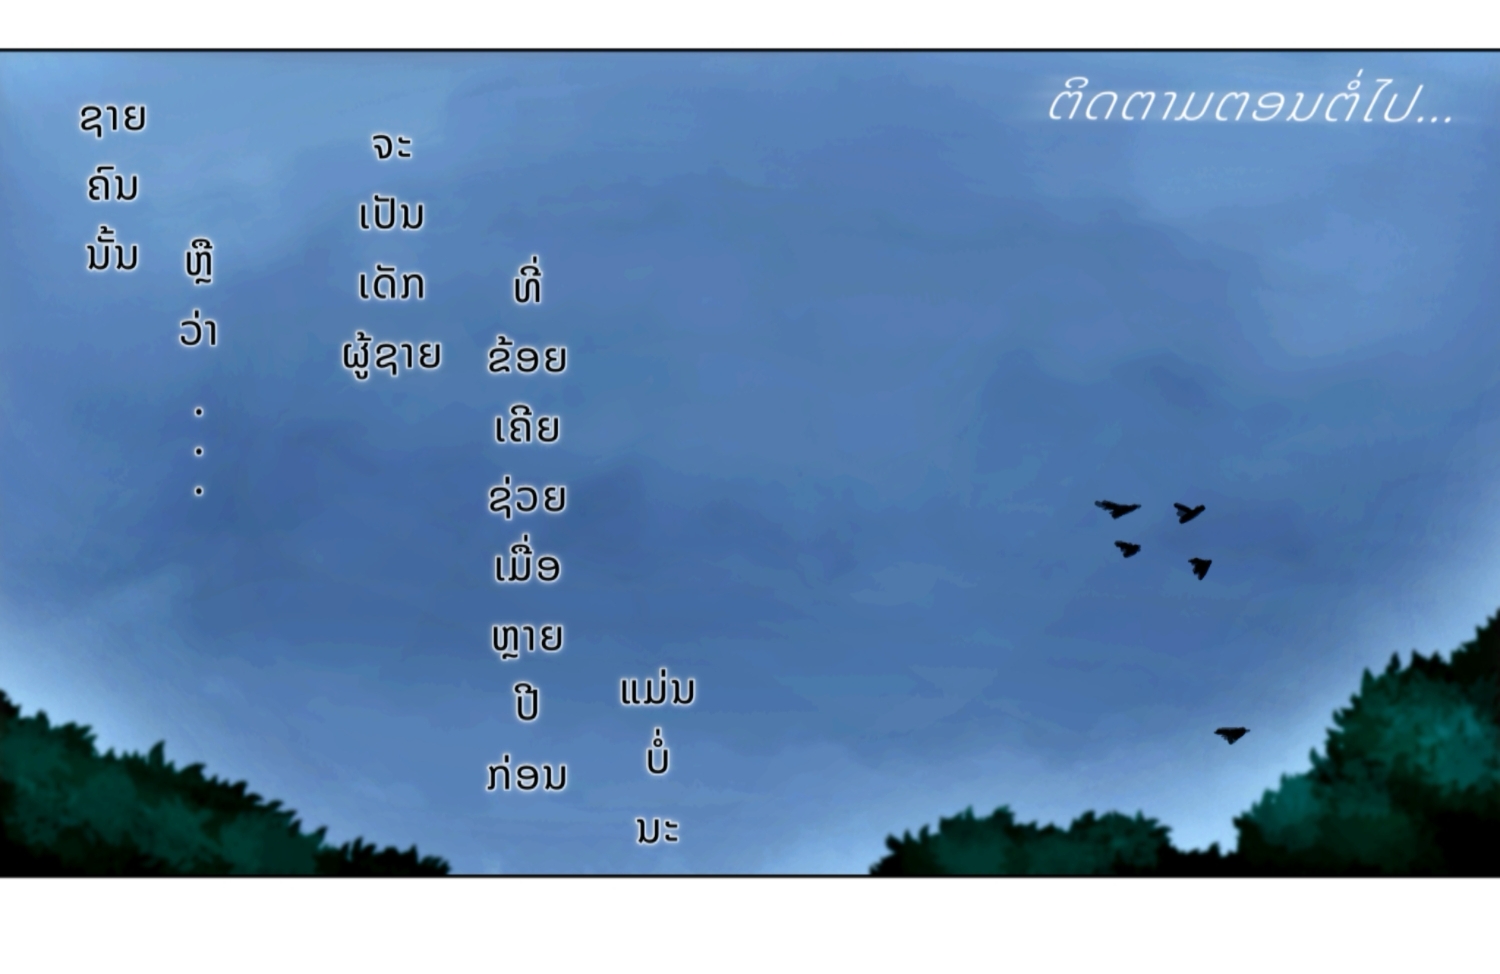 ຊາຍ
ຄົນ
ນັ້ນ
ຫຼື
ວ່າ
.
.
.
ຈະ
ເປັນ
ເດັກ
ຜູ້ຊາຍ
ທີ່
ຂ້ອຍ
ເຄີຍ
ຊ່ວຍ
ເມື່ອ
ຫຼາຍ
ປີ
ກ່ອນ
ແມ່ນ
ບໍ່
ນະ
ຕິດຕາມຕອນຕໍ່ໄປ...